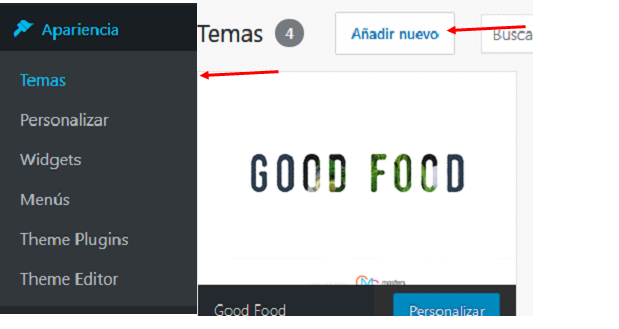 Apariencia
Temas
Personalizar
Widgets
Menús
Theme Plugins
Theme Editor
Temas 4 Añadir nuevo Busca
GOOD FOOD
masters
Good Food Personalizar